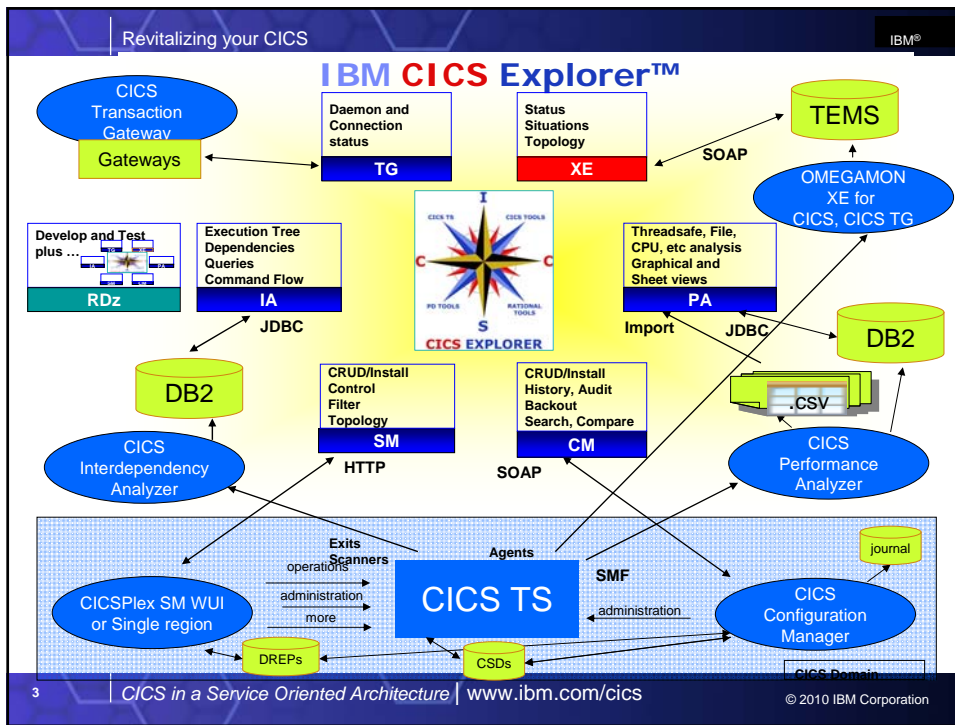 Revitalizing your CICS
IBM®
IBM CICS Explorer™
CICS
Transaction
Gateway
Gateways
Daemon and
Connection
status
TG
Status
Situations
Topology
XE
SOAP
TEMS
OMEGAMON
XE for
CICS, CICS TG
Develop and Test
plus …
TG
XE
IA
PA
SM
CM
RDz
Execution Tree
Dependencies
Queries
Command Flow
IA
JDBC
I
CICS TS
CICS TOOLS
C
C
PD TOOLS
RATIONAL
TOOLS
S
CICS EXPLORER
Threadsafe, File,
CPU, etc analysis
Graphical and
Sheet views
PA
Import
JDBC
DB2
DB2
.csv
CRUD/Install
Control
Filter
Topology
SM
HTTP
CRUD/Install
History, Audit
Backout
Search, Compare
CM
SOAP
CICS
Interdependency
Analyzer
CICS
Performance
Analyzer
Exits
Scanners
Agents
SMF
journal
operations
administration
more
CICSPlex SM WUI
or Single region
CICS TS
administration
CICS
Configuration
Manager
DREPs
CSDs
CICS Domain
3
CICS in a Service Oriented Architecture | www.ibm.com/cics
© 2010 IBM Corporation